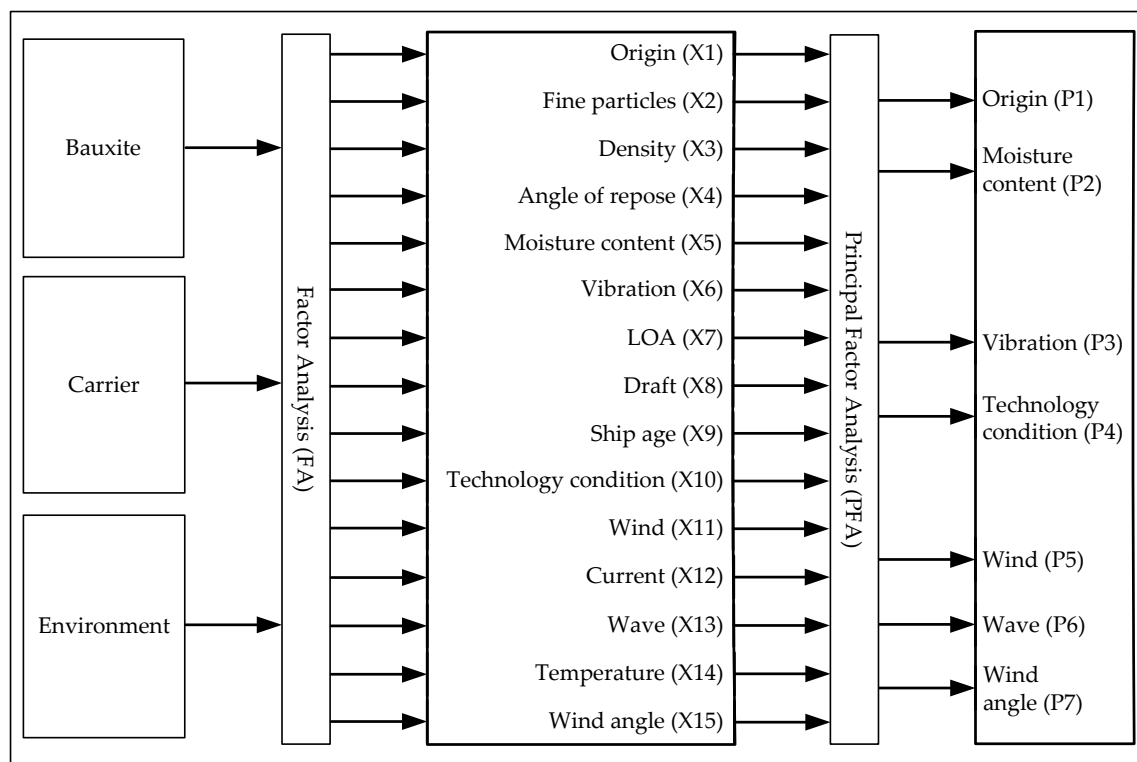 Bauxite
Carrier
Environment
Factor Analysis (FA)
Origin (X1)
Fine particles (X2)
Density (X3)
Angle of repose (X4)
Moisture content (X5)
Vibration (X6)
LOA (X7)
Draft (X8)
Ship age (X9)
Technology condition (X10)
Wind (X11)
Current (X12)
Wave (X13)
Temperature (X14)
Wind angle (X15)
Principal Factor Analysis (PFA)
Origin (P1)
Moisture
content (P2)
Vibration (P3)
Technology
condition (P4)
Wind (P5)
Wave (P6)
Wind
angle (P7)